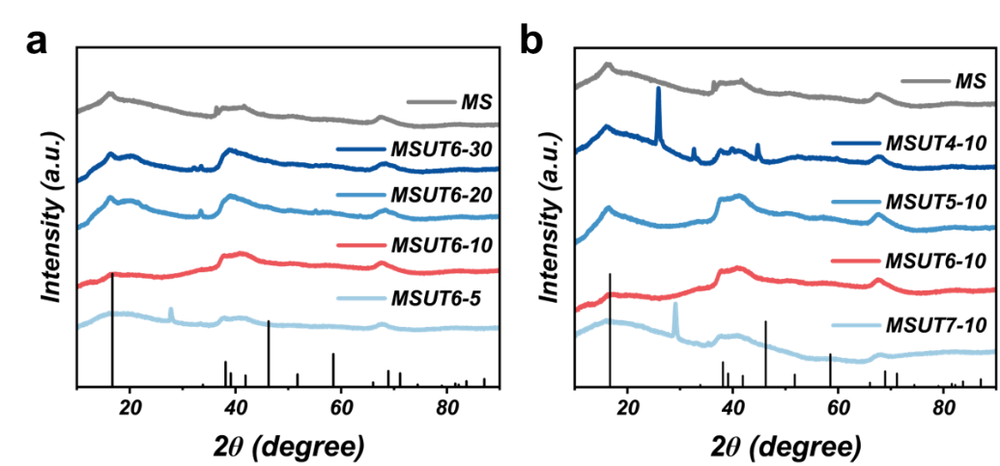 a
MS
MSUT6-30
MSUT6-20
MSUT6-10
MSUT6-5
Intensity (a.u.)
20 40 60 80
2θ (degree)
b
MS
MSUT4-10
MSUT5-10
MSUT6-10
MSUT7-10
Intensity (a.u.)
20 40 60 80
2θ (degree)